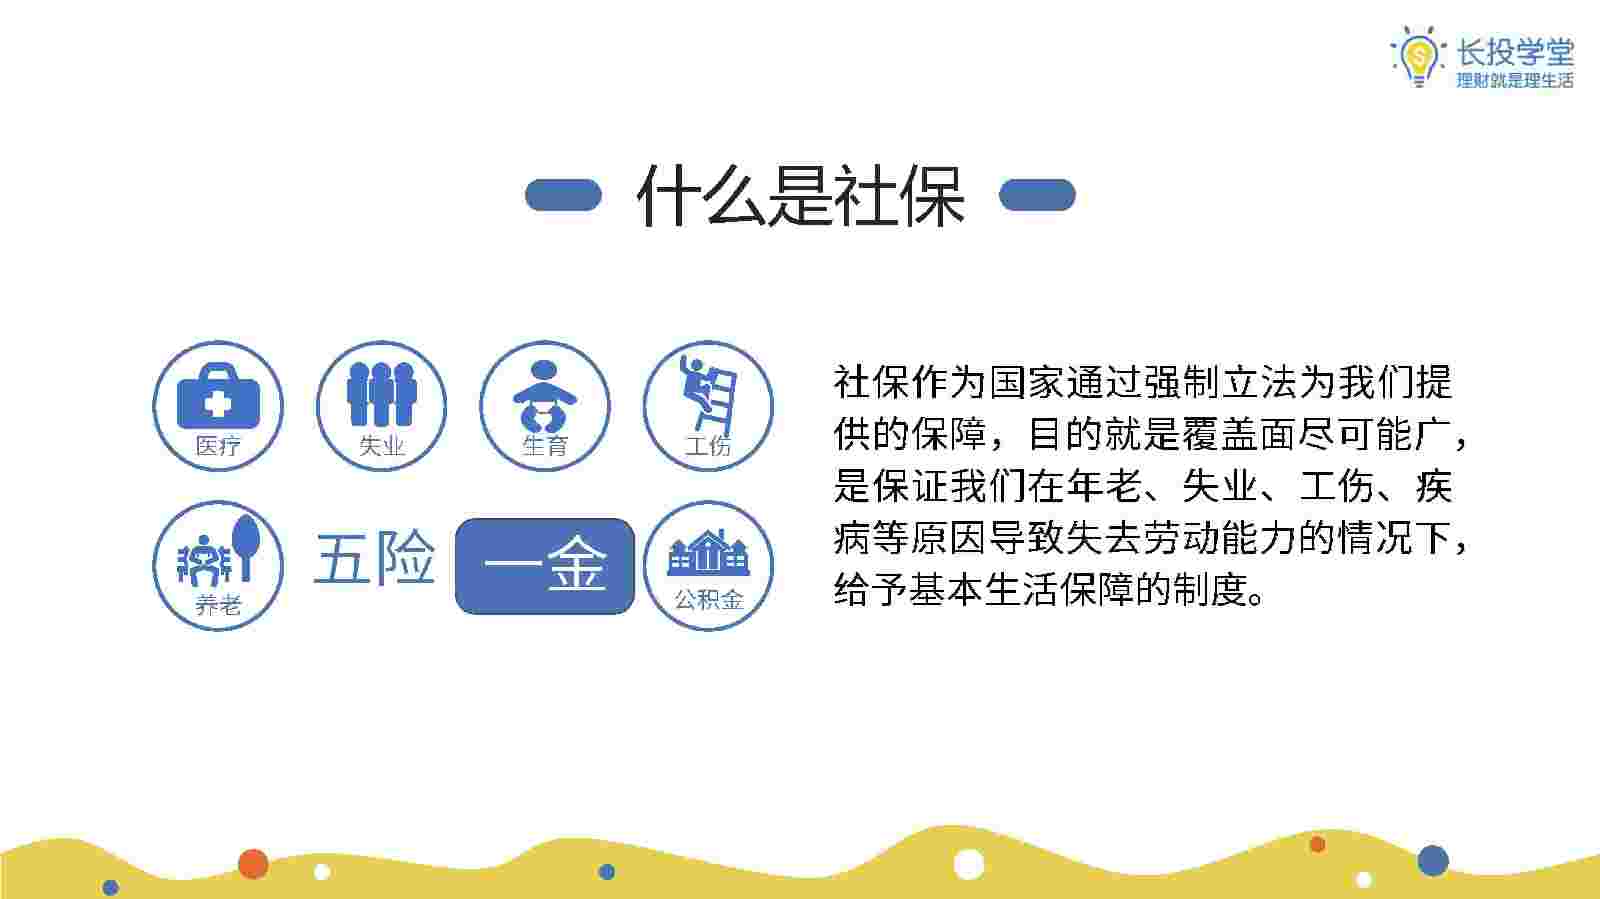 长投学堂
理财就是理生活
什么是社保
医疗
失业
生育
工伤
养老
五险
一金
公积金
社保作为国家通过强制立法为我们提
供的保障，目的就是覆盖面尽可能广，
是保证我们在年老、失业、工伤、疾
病等原因导致失去劳动能力的情况下，
给予基本生活保障的制度。